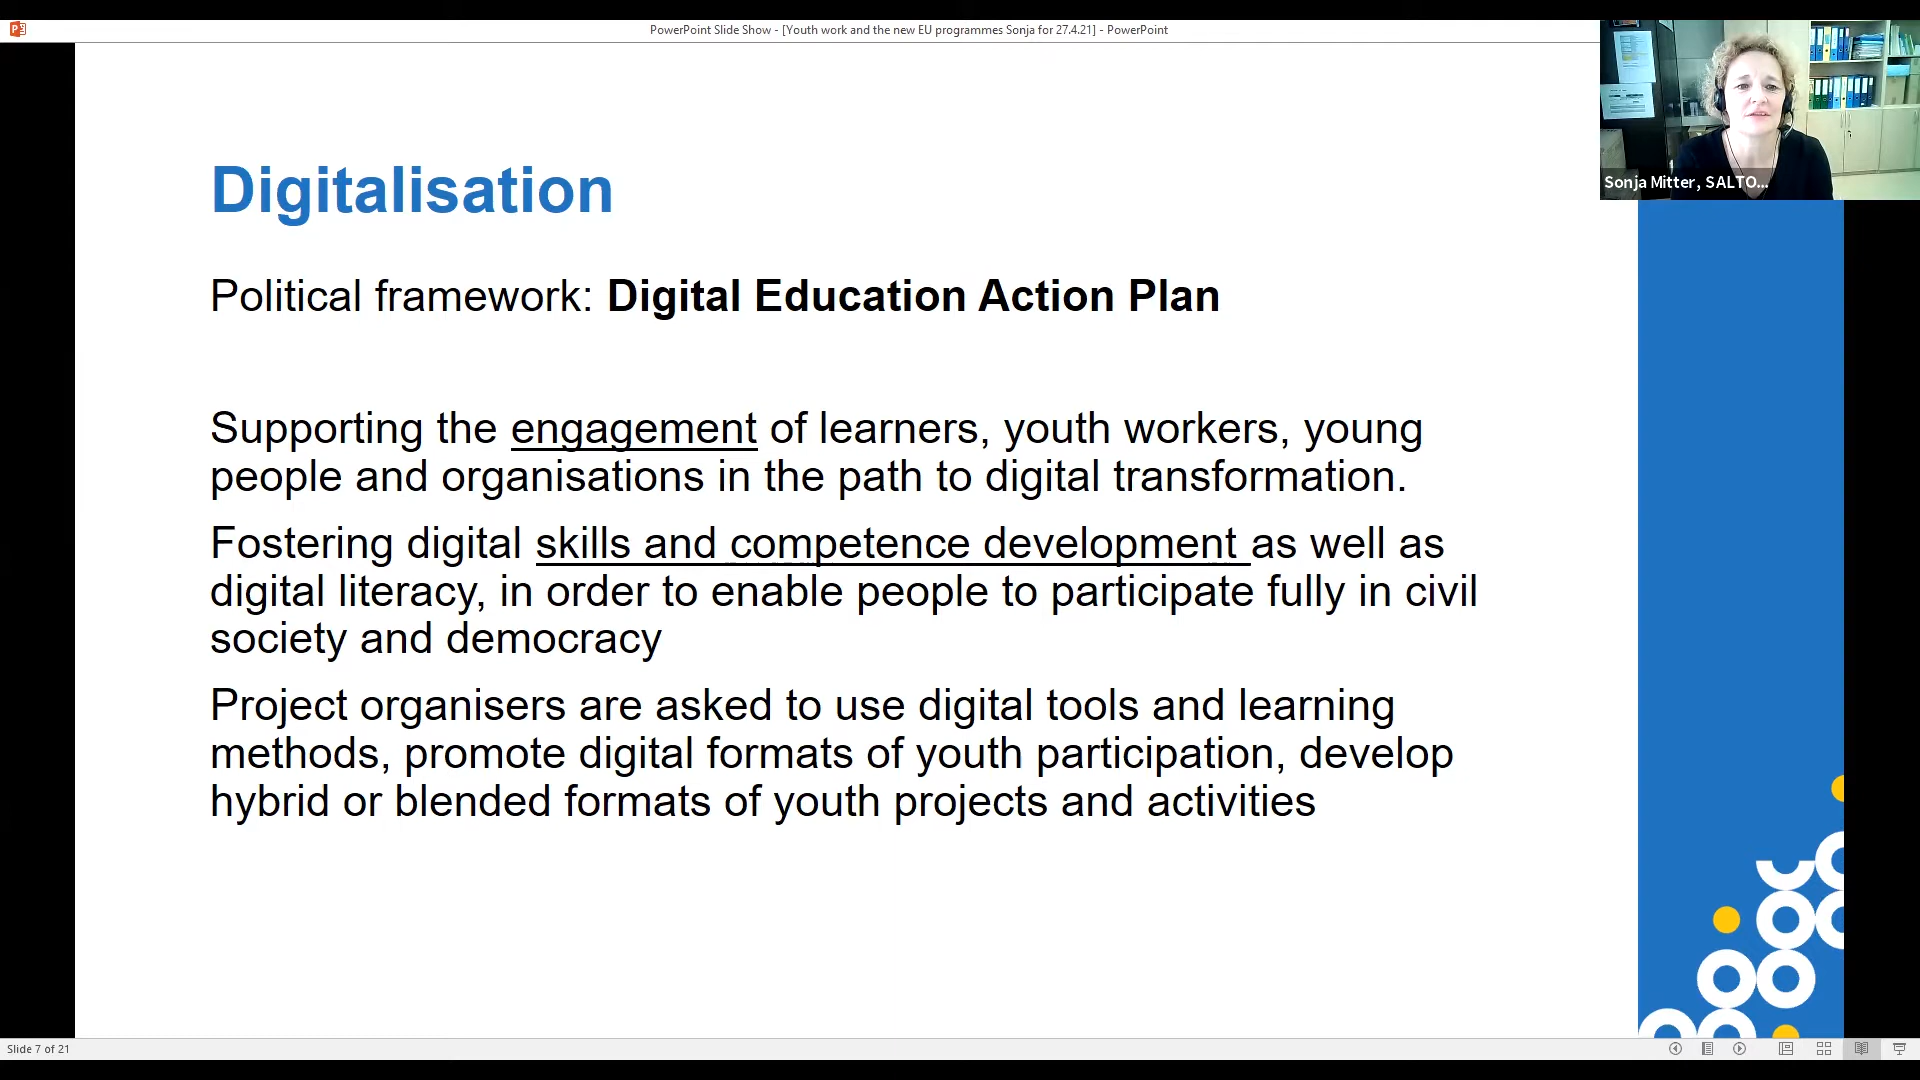 PowerPoint Slide Show - [Youth work and the new EU programmes Sonja for 27.4.21] - PowerPoint
Sonja Mitter, SALTO...
Digitalisation
Political framework: Digital Education Action Plan
Supporting the engagement of learners, youth workers, young
people and organisations in the path to digital transformation.
Fostering digital skills and competence development as well as
digital literacy, in order to enable people to participate fully in civil
society and democracy
Project organisers are asked to use digital tools and learning
methods, promote digital formats of youth participation, develop
hybrid or blended formats of youth projects and activities
Slide 7 of 21